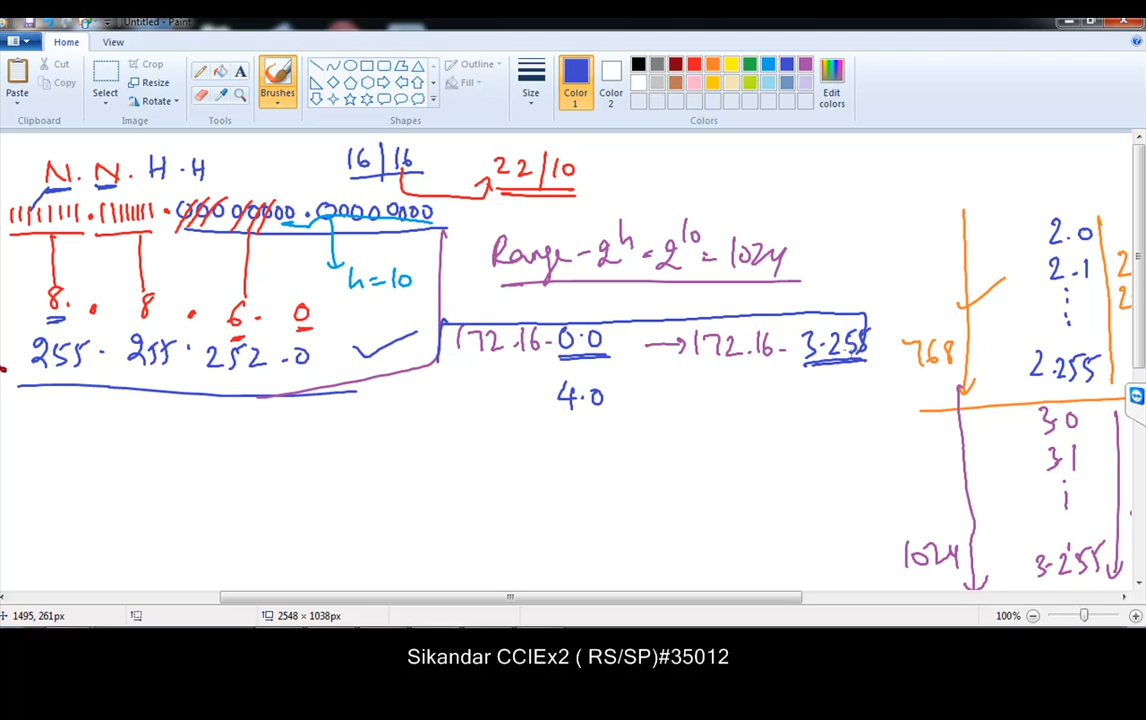 Untitled - Paint
Home View
Cut
Copy
Paste
Clipboard
Select
Crop
Resize
Rotate
Image
Tools
Brushes
Outline
Fill
Shapes
Size
Color 1
Color 2
Edit colors
Colors
N. N. H. H
16 | 16
22/10
11111111.11111111.00000000.00000000
h=10
8. 8. 6. 0
255. 255. 252. 0
Range - 2^h = 2^10 = 1024
172.16. 0.0 → 172.16. 3.255
4.0
768
1024
2.0
2.1
2.255
3.0
3.1
3.255
2
2
1495, 261px
2548 × 1038px
100%
Sikandar CCIEx2 ( RS/SP)#35012